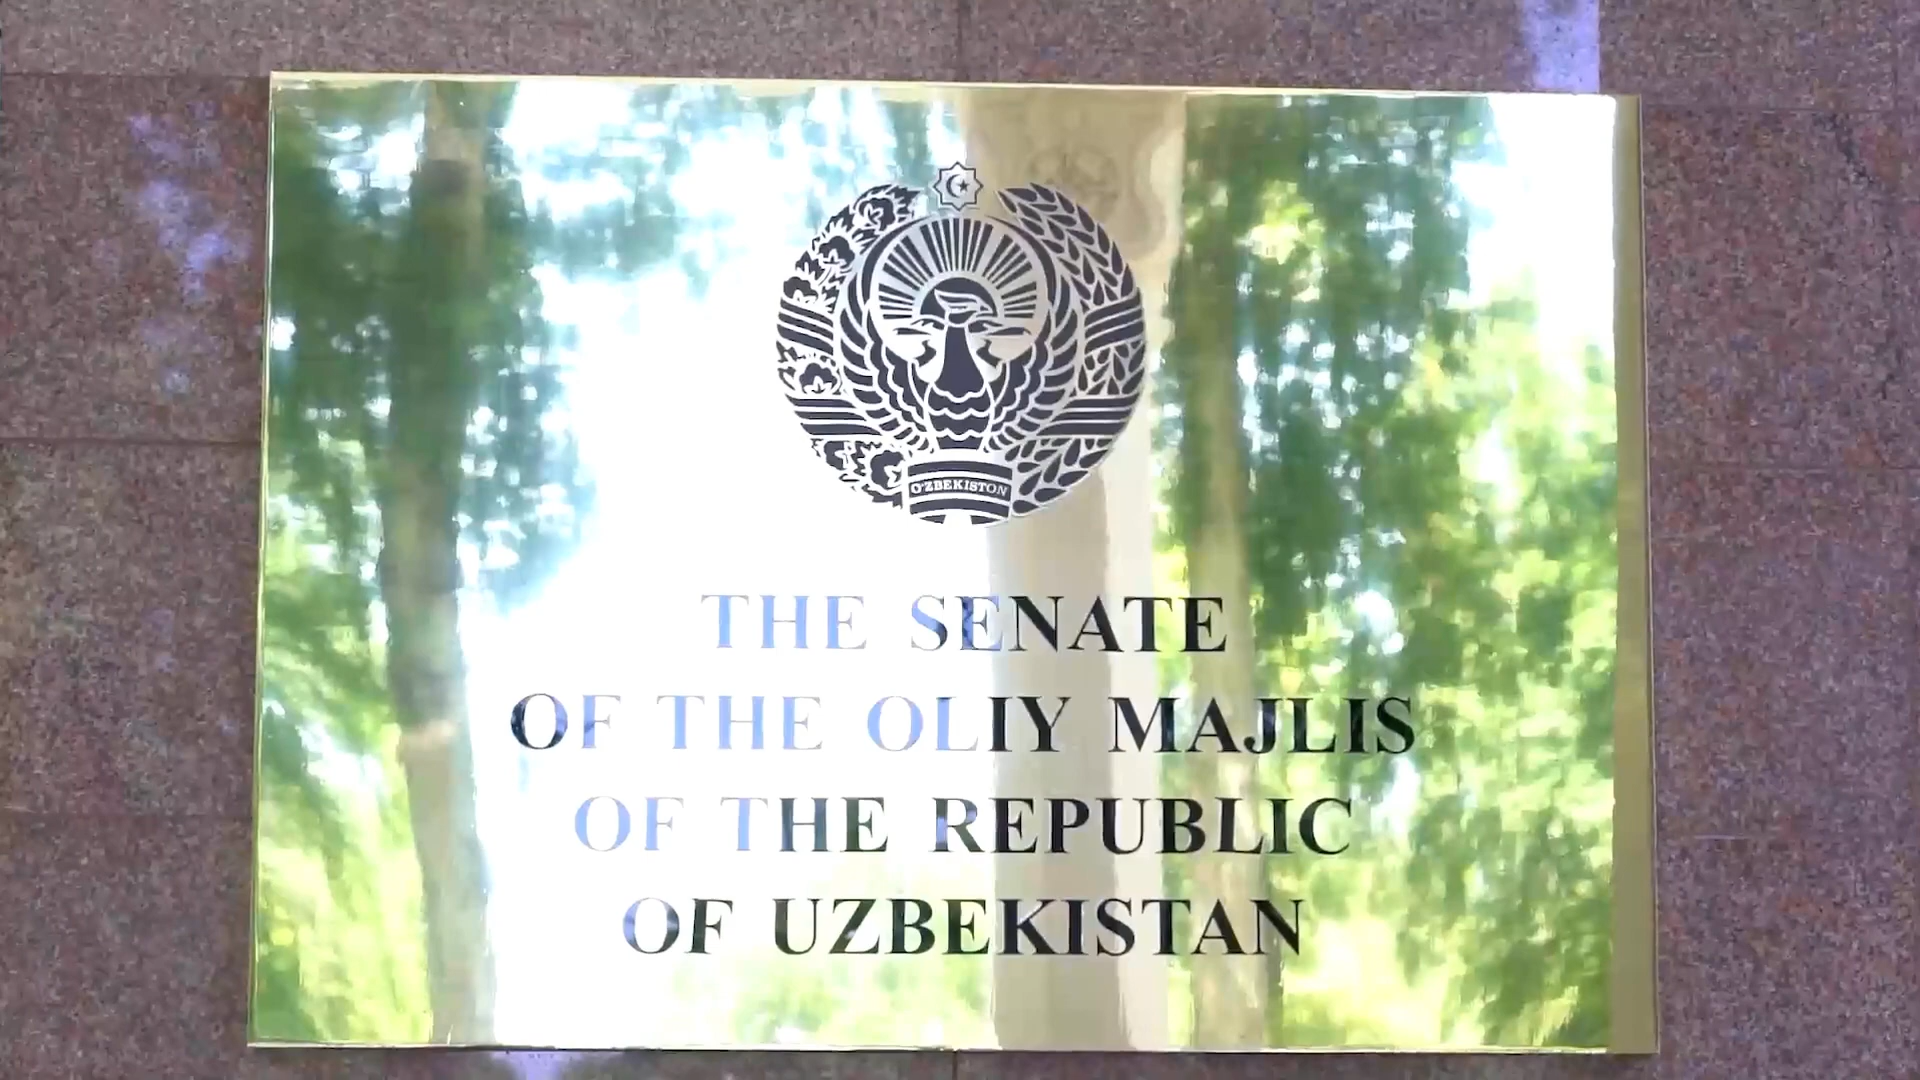 O'ZBEKISTON
THE SENATE
OF THE OLIY MAJLIS
OF THE REPUBLIC
OF UZBEKISTAN